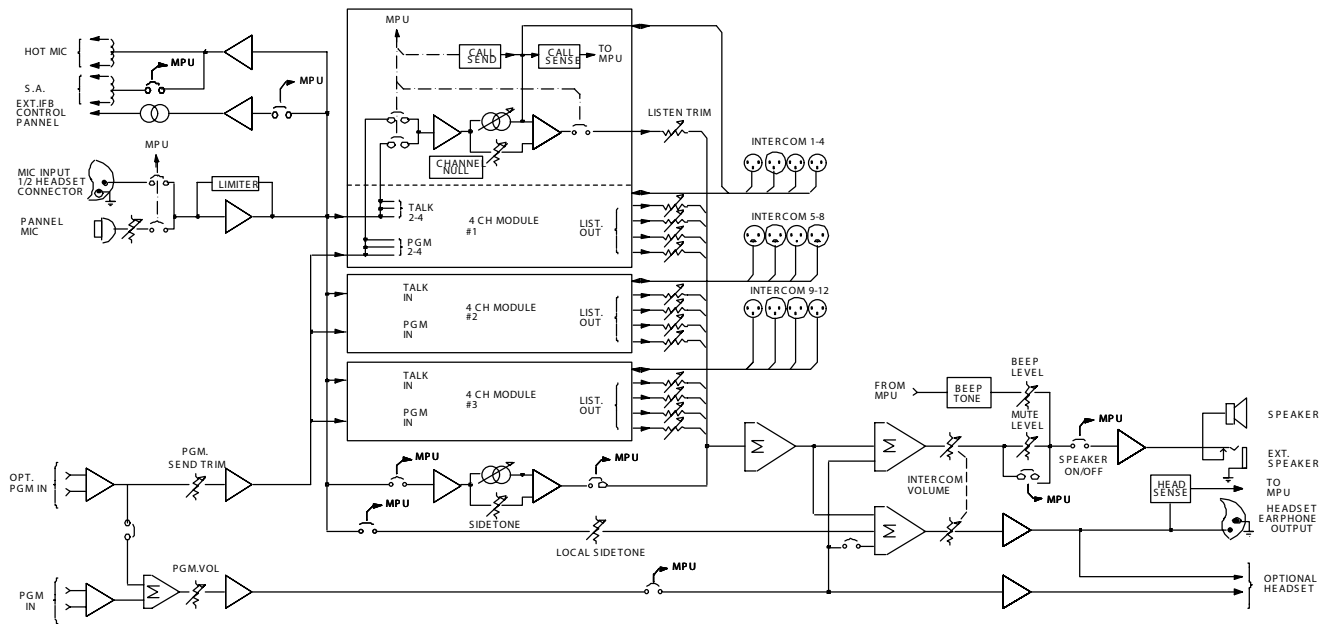 HOT MIC
S.A.
EXT.IFB
CONTROL
PANNEL
MPU
MPU
MPU
CALL
SEND
CALL
SENSE
TO
MPU
LISTEN TRIM
MPU
MIC INPUT
1/2 HEADSET
CONNECTOR
LIMITER
PANNEL
MIC
CHANNEL
NULL
INTERCOM 1-4
TALK
2-4
PGM
2-4
4 CH MODULE
#1
LIST.
OUT
INTERCOM 5-8
TALK
IN
PGM
IN
4 CH MODULE
#2
LIST.
OUT
INTERCOM 9-12
TALK
IN
PGM
IN
4 CH MODULE
#3
LIST.
OUT
FROM
MPU
BEEP
TONE
BEEP
LEVEL
MUTE
LEVEL
MPU
SPEAKER
ON/OFF
SPEAKER
EXT.
SPEAKER
OPT.
PGM IN
PGM.
SEND TRIM
MPU
MPU
MPU
SIDETONE
Σ
Σ
INTERCOM
VOLUME
MPU
HEAD
SENSE
TO
MPU
HEADSET
EARPHONE
OUTPUT
LOCAL SIDETONE
Σ
PGM
IN
Σ
PGM.VOL
MPU
OPTIONAL
HEADSET